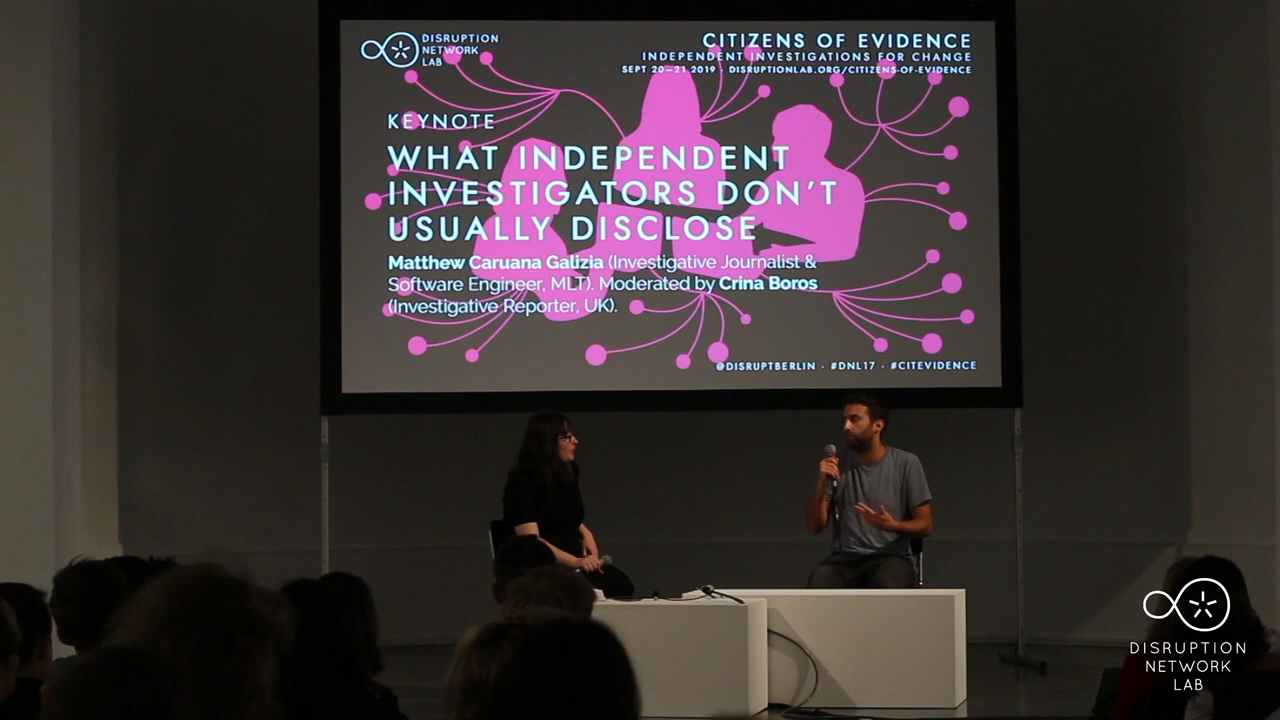 DISRUPTION
NETWORK
LAB
CITIZENS OF EVIDENCE
INDEPENDENT INVESTIGATIONS FOR CHANGE
SEPT 20—21 2019 | DISRUPTIONLAB.ORG/CITIZENS-OF-EVIDENCE
KEYNOTE
WHAT INDEPENDENT
INVESTIGATORS DON'T
USUALLY DISCLOSE
Matthew Caruana Galizia (Investigative Journalist &
Software Engineer, MLT). Moderated by Crina Boros
(Investigative Reporter, UK).
@DISRUPTBERLIN · #DNL17 · #CITEVIDENCE
DISRUPTION
NETWORK
LAB